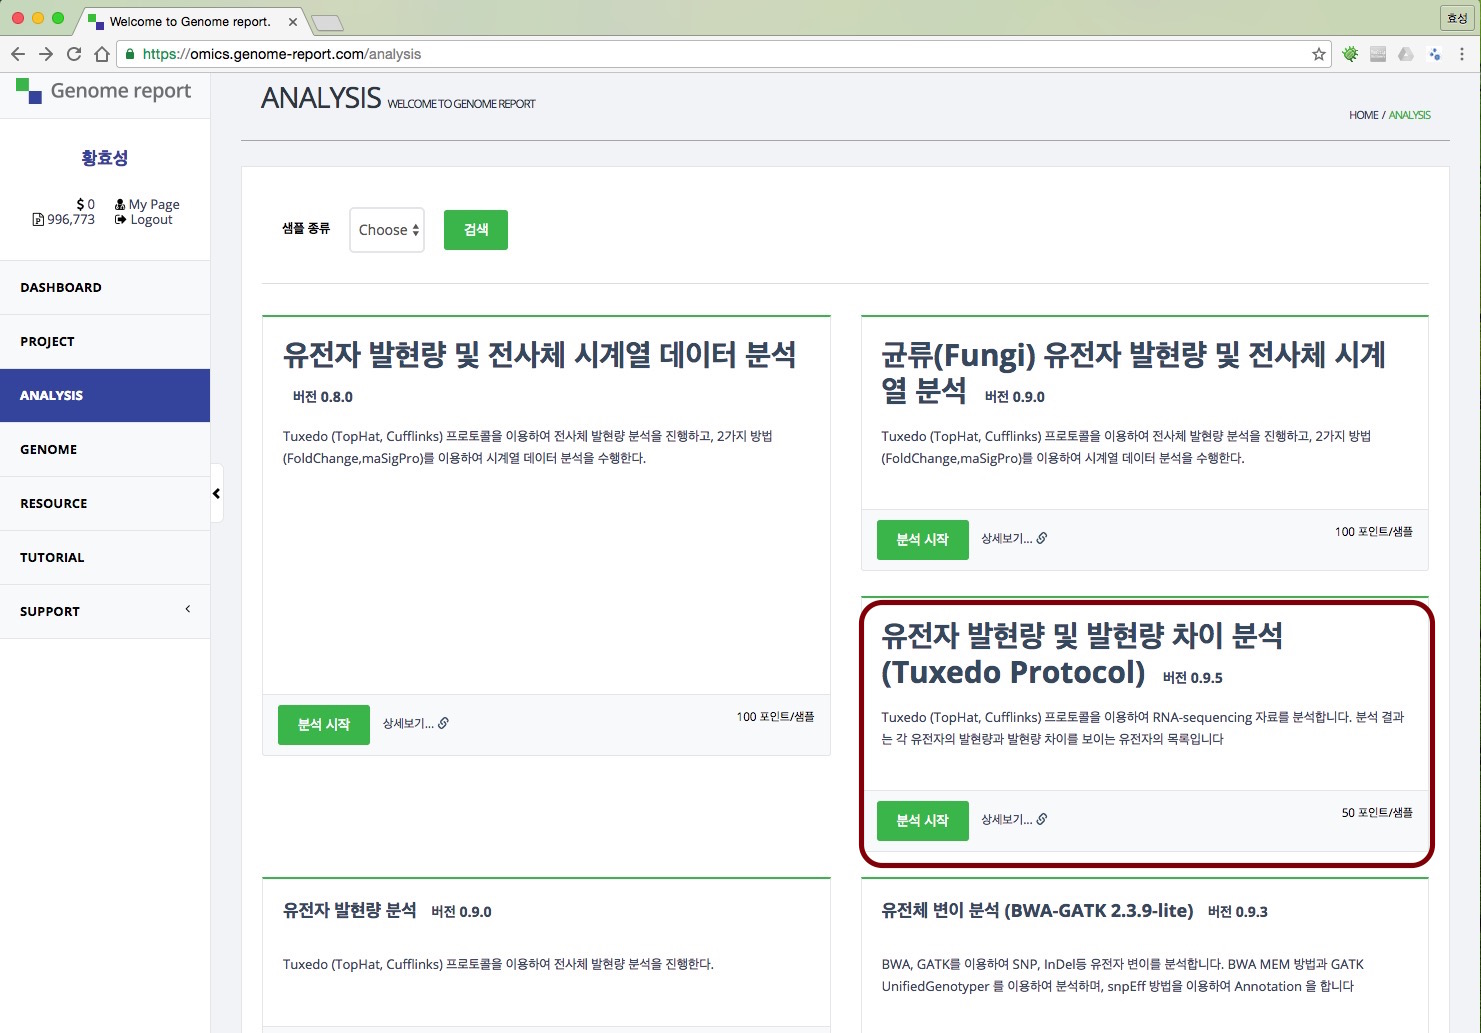 Welcome to Genome report.
효성
https://omics.genome-report.com/analysis
Genome report
황효성
$ 0 My Page
996,773 Logout
DASHBOARD
PROJECT
ANALYSIS
GENOME
RESOURCE
TUTORIAL
SUPPORT
ANALYSIS WELCOME TO GENOME REPORT
HOME / ANALYSIS
샘플 종류 Choose 검색
유전자 발현량 및 전사체 시계열 데이터 분석
버전 0.8.0
Tuxedo (TopHat, Cufflinks) 프로토콜을 이용하여 전사체 발현량 분석을 진행하고, 2가지 방법
(FoldChange,maSigPro)를 이용하여 시계열 데이터 분석을 수행한다.
분석 시작 상세보기... 100 포인트/샘플
균류(Fungi) 유전자 발현량 및 전사체 시계
열 분석 버전 0.9.0
Tuxedo (TopHat, Cufflinks) 프로토콜을 이용하여 전사체 발현량 분석을 진행하고, 2가지 방법
(FoldChange,maSigPro)를 이용하여 시계열 데이터 분석을 수행한다.
분석 시작 상세보기... 100 포인트/샘플
유전자 발현량 및 발현량 차이 분석
(Tuxedo Protocol) 버전 0.9.5
Tuxedo (TopHat, Cufflinks) 프로토콜을 이용하여 RNA-sequencing 자료를 분석합니다. 분석 결과
는 각 유전자의 발현량과 발현량 차이를 보이는 유전자의 목록입니다
분석 시작 상세보기... 50 포인트/샘플
유전자 발현량 분석 버전 0.9.0
Tuxedo (TopHat, Cufflinks) 프로토콜을 이용하여 전사체 발현량 분석을 진행한다.
유전체 변이 분석 (BWA-GATK 2.3.9-lite) 버전 0.9.3
BWA, GATK를 이용하여 SNP, InDel등 유전자 변이를 분석합니다. BWA MEM 방법과 GATK
UnifiedGenotyper 를 이용하여 분석하며, snpEff 방법을 이용하여 Annotation 을 합니다